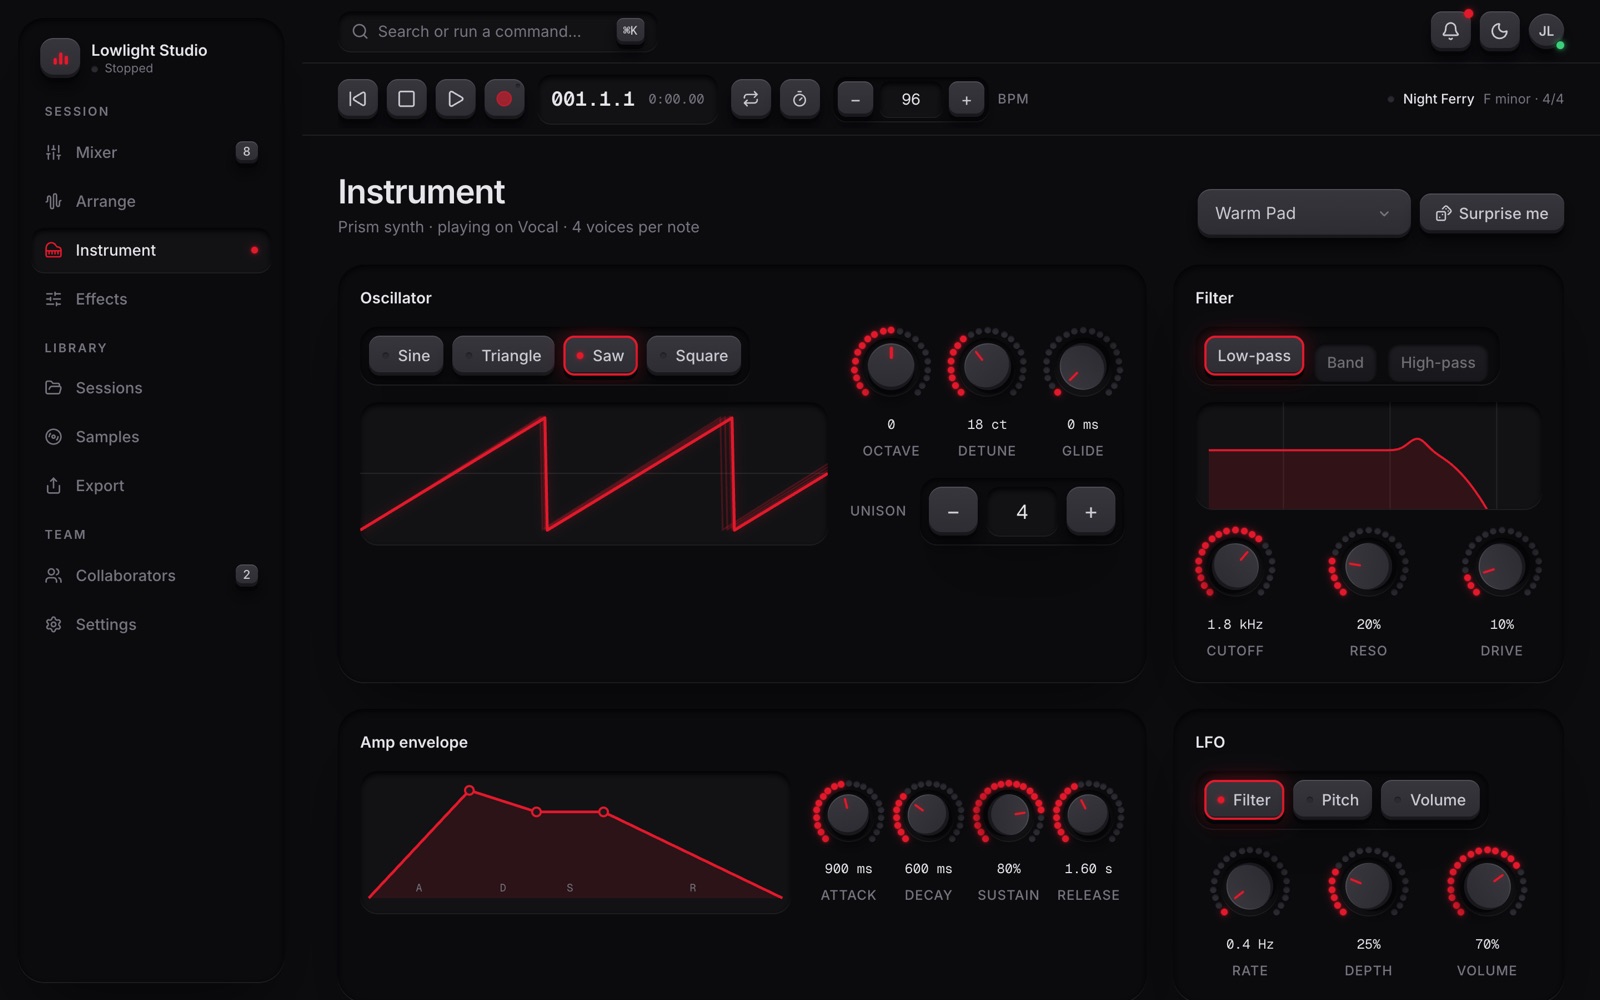 Lowlight Studio
Stopped
SESSION
Mixer 8
Arrange
Instrument
Effects
LIBRARY
Sessions
Samples
Export
TEAM
Collaborators 2
Settings
Search or run a command... ⌘K
JL
001.1.1 0:00.00
− 96 + BPM
Night Ferry F minor · 4/4
Instrument
Prism synth · playing on Vocal · 4 voices per note
Warm Pad
Surprise me
Oscillator
Sine Triangle Saw Square
0 18 ct 0 ms
OCTAVE DETUNE GLIDE
UNISON − 4 +
Filter
Low-pass Band High-pass
1.8 kHz 20% 10%
CUTOFF RESO DRIVE
Amp envelope
A D S R
900 ms 600 ms 80% 1.60 s
ATTACK DECAY SUSTAIN RELEASE
LFO
Filter Pitch Volume
0.4 Hz 25% 70%
RATE DEPTH VOLUME